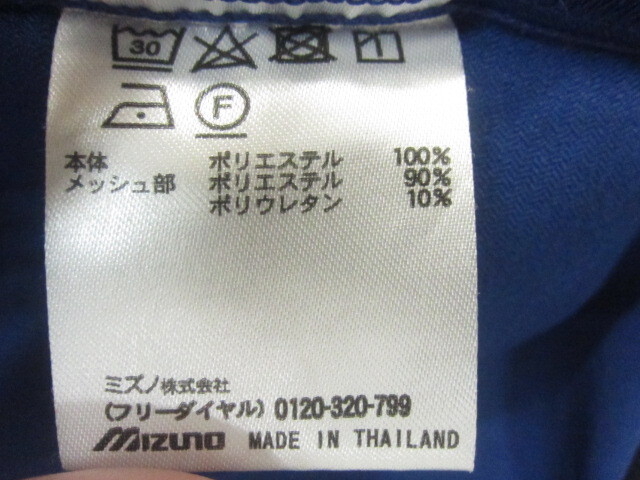 30
F
本体 ポリエステル 100%
メッシュ部 ポリエステル 90%
ポリウレタン 10%
ミズノ株式会社
(フリーダイヤル) 0120-320-799
mizuno MADE IN THAILAND